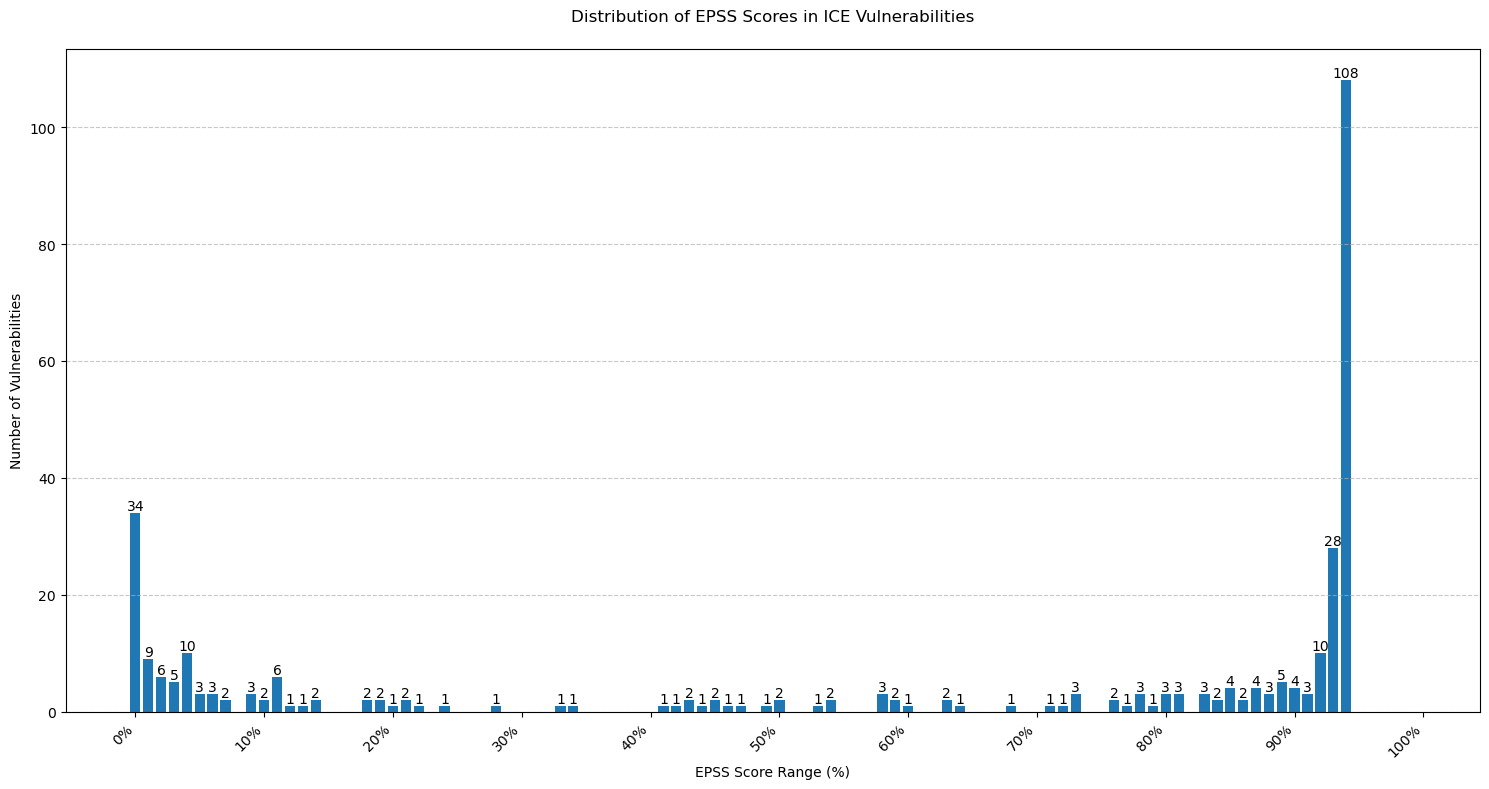 Distribution of EPSS Scores in ICE Vulnerabilities
108
100
80
60
40
34
28
20
9 6 5 10 3 3 2 3 2 6 1 1 2 2 2 1 2 1 1 1 1 1 1 1 2 1 2 1 1 1 2 1 2 3 2 1 2 1 1 1 1 3 2 1 3 1 3 3 3 2 4 2 4 3 5 4 3 10
0
0% 10% 20% 30% 40% 50% 60% 70% 80% 90% 100%
Number of Vulnerabilities
EPSS Score Range (%)